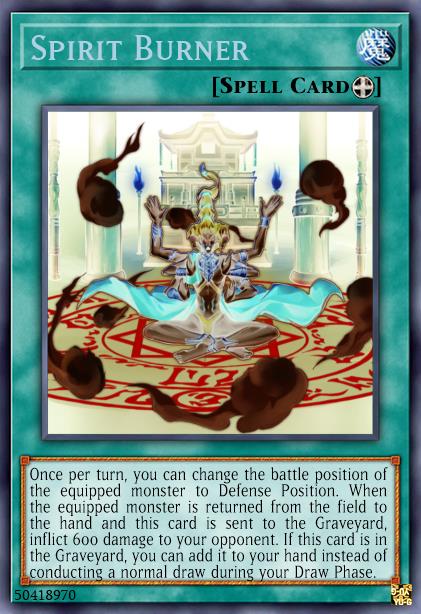 Spirit Burner
魔
[Spell Card]
Once per turn, you can change the battle position of
the equipped monster to Defense Position. When
the equipped monster is returned from the field to
the hand and this card is sent to the Graveyard,
inflict 600 damage to your opponent. If this card is in
the Graveyard, you can add it to your hand instead of
conducting a normal draw during your Draw Phase.
50418970